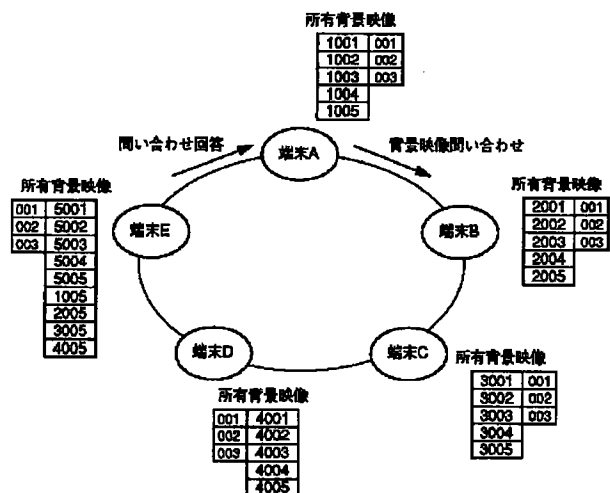 所有背景映像
1001 001
1002 002
1003 003
1004
1005
問い合わせ回答
端末A
背景映像問い合わせ
所有背景映像
001 5001
002 5002
003 5003
5004
5005
1005
2005
3005
4005
端末E
端末B
所有背景映像
2001 001
2002 002
2003 003
2004
2005
端末D
端末C
所有背景映像
3001 001
3002 002
3003 003
3004
3005
所有背景映像
001 4001
002 4002
003 4003
4004
4005